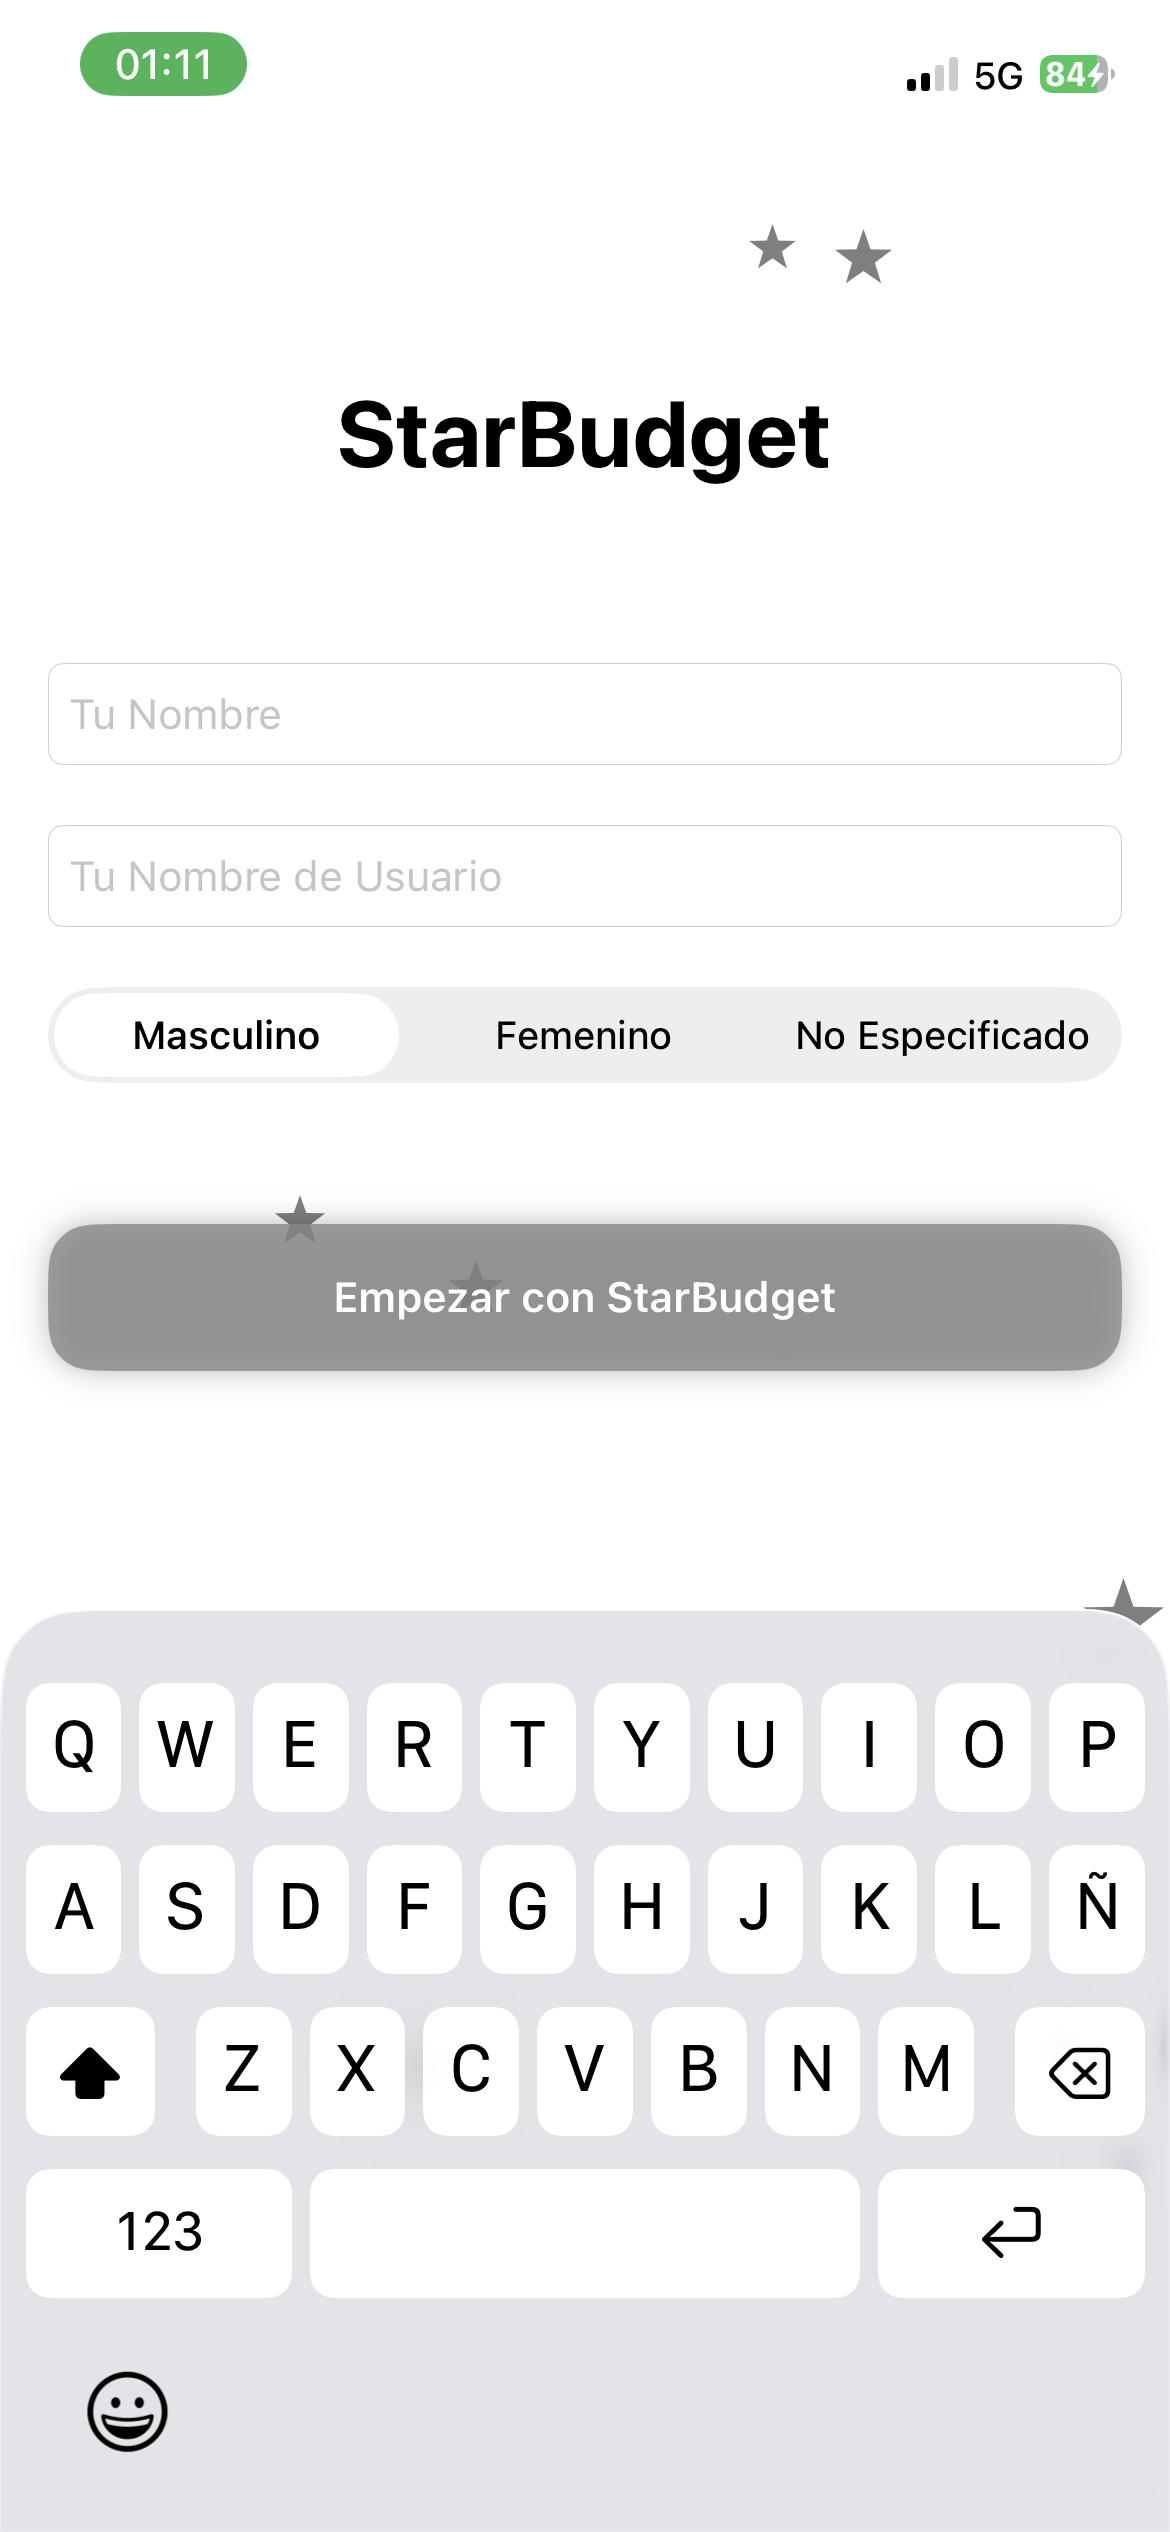 01:11
5G 84
StarBudget
Tu Nombre
Tu Nombre de Usuario
Masculino Femenino No Especificado
Empezar con StarBudget
Q W E R T Y U I O P
A S D F G H J K L Ñ
Z X C V B N M
123